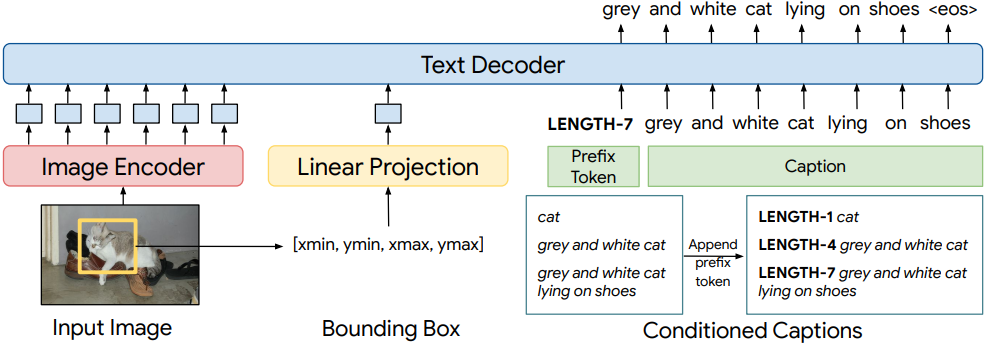 grey and white cat lying on shoes <eos>
Text Decoder
LENGTH-7 grey and white cat lying on shoes
Image Encoder
Linear Projection
Prefix
Token
Caption
[xmin, ymin, xmax, ymax]
cat
grey and white cat
grey and white cat
lying on shoes
Append
prefix
token
LENGTH-1 cat
LENGTH-4 grey and white cat
LENGTH-7 grey and white cat
lying on shoes
Input Image
Bounding Box
Conditioned Captions